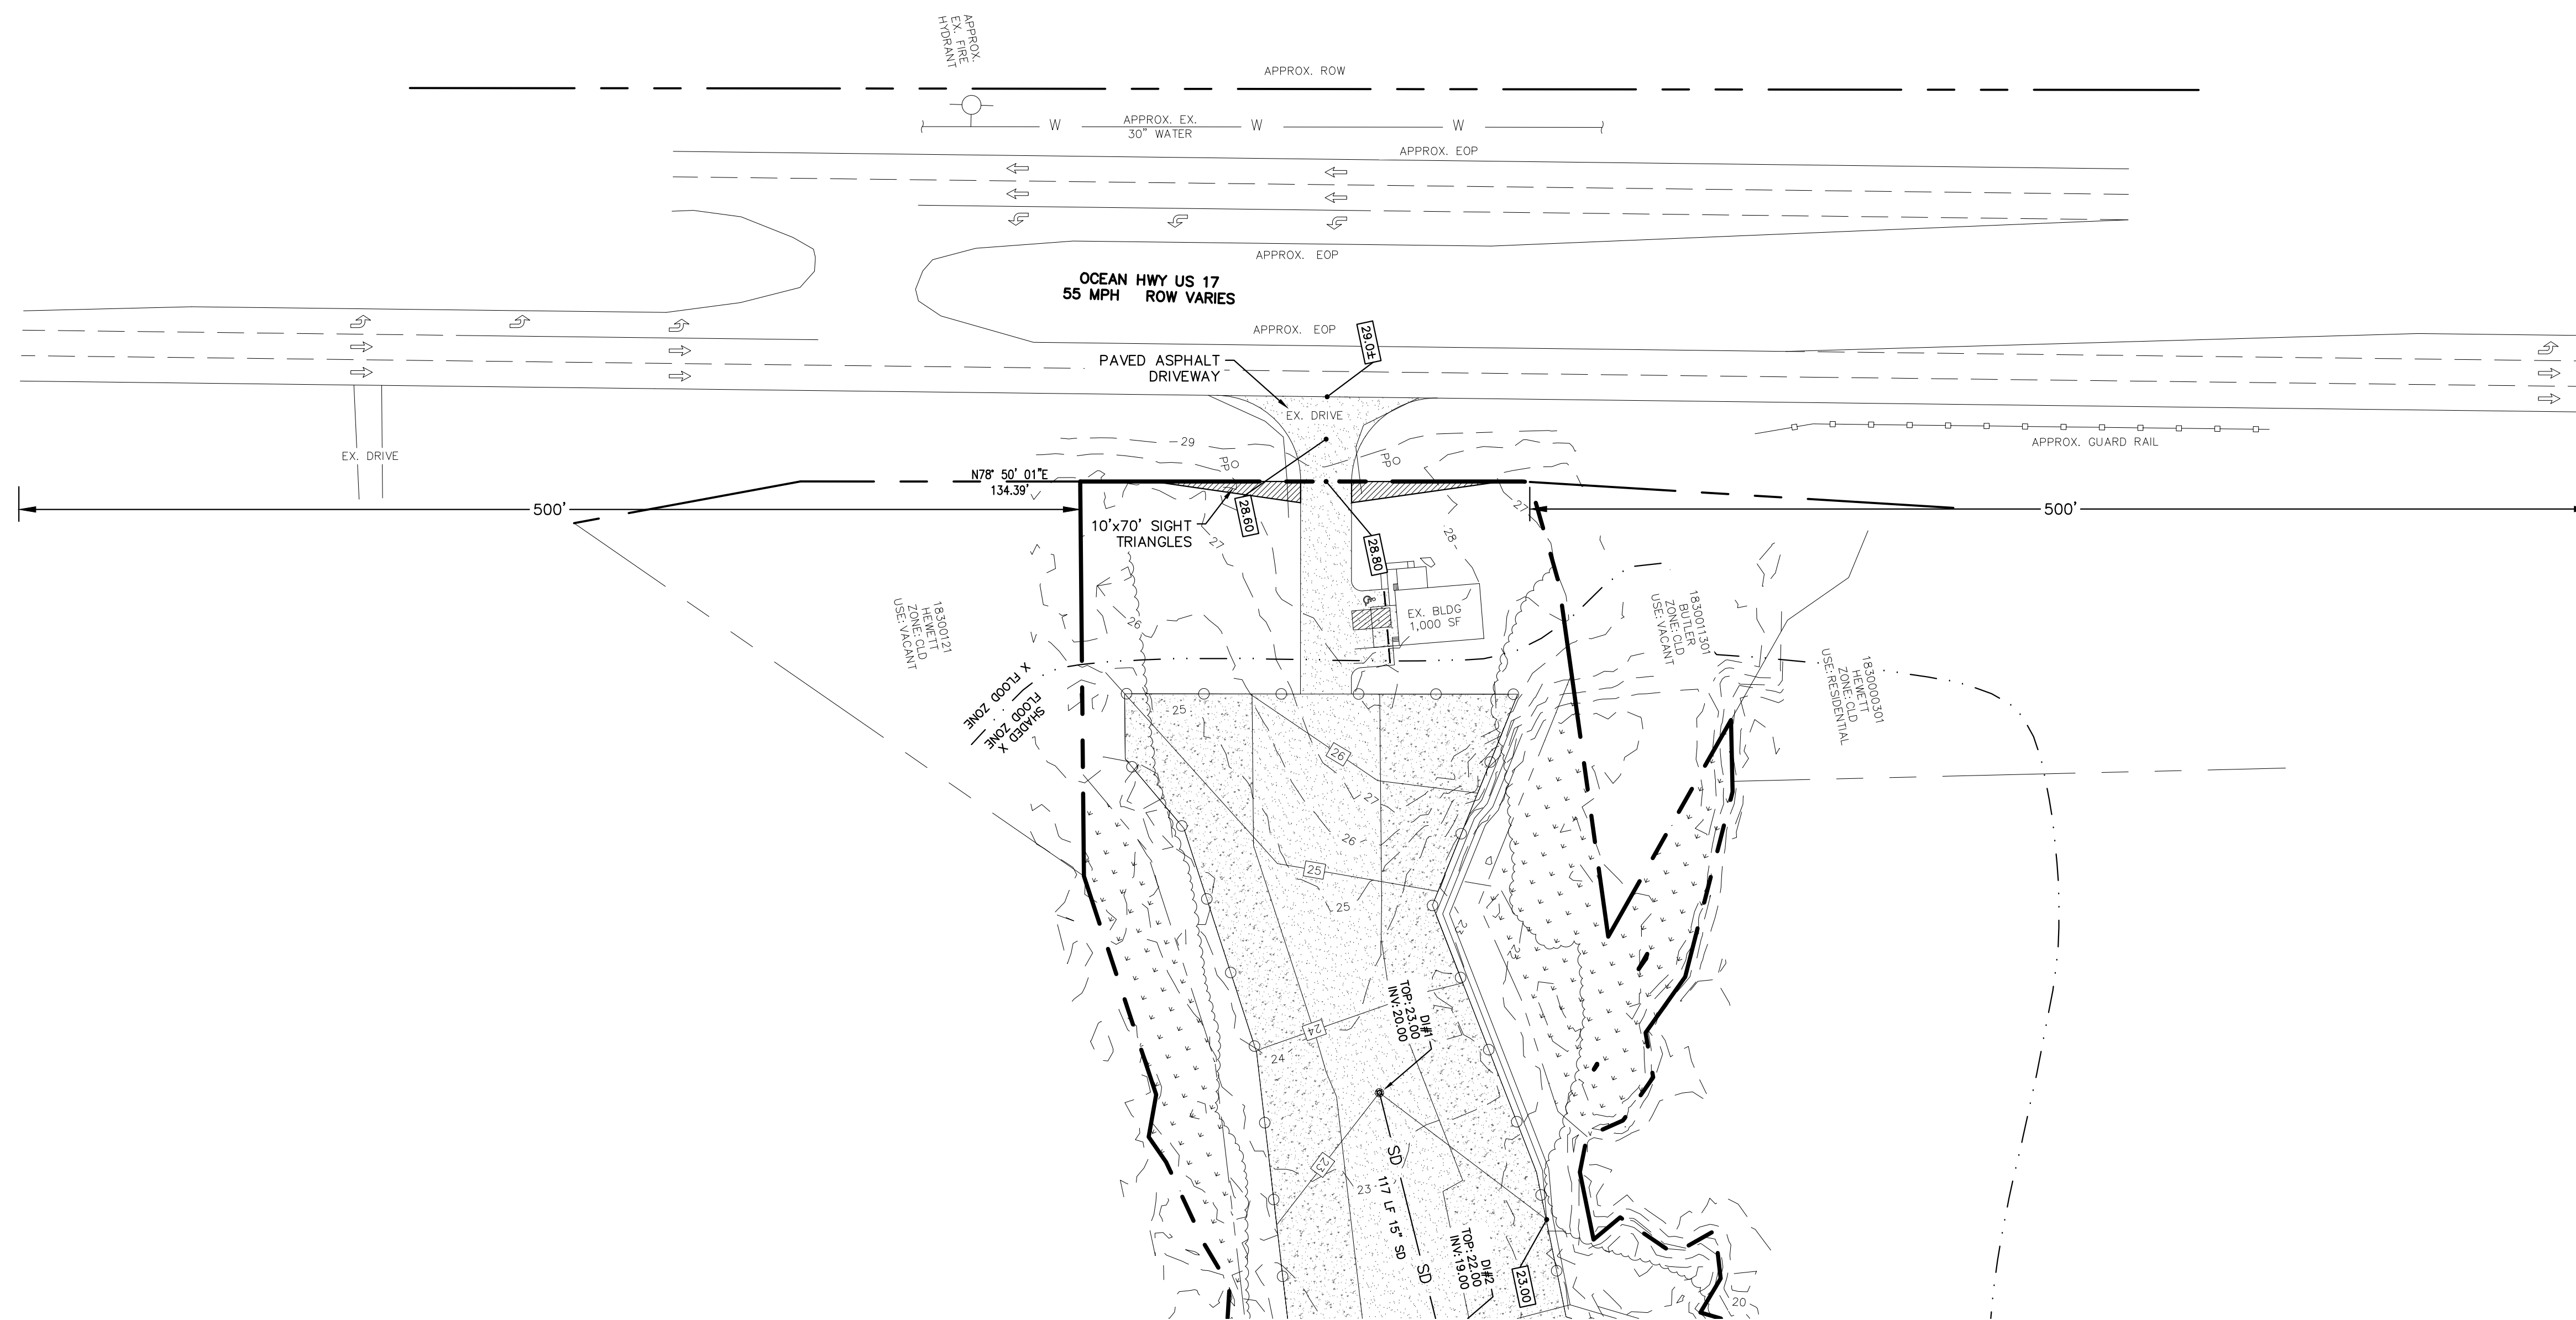 APPROX.
EX. FIRE
HYDRANT
APPROX. ROW
W
APPROX. EX.
30" WATER
W
W
APPROX. EOP
APPROX. EOP
OCEAN HWY US 17
55 MPH ROW VARIES
APPROX. EOP
29.0±
PAVED ASPHALT
DRIVEWAY
EX. DRIVE
EX. DRIVE
29
PP
PP
APPROX. GUARD RAIL
N78° 50' 01"E
134.39'
500'
500'
28.60
28.80
10'x70' SIGHT
TRIANGLES
27
28
27
26
EX. BLDG
1,000 SF
18300121
HEWETT
ZONE: CLD
USE: VACANT
1830011301
BUTLER
ZONE: CLD
USE: VACANT
1830000301
HEWETT
ZONE: CLD
USE: RESIDENTIAL
X FLOOD ZONE
SHADED X
FLOOD ZONE
25
26
27
26
25
25
23
23
24
24
DI#1
TOP: 23.00
INV: 20.00
SD
23
23
117 LF 15" SD
SD
DI#2
TOP: 22.00
INV: 19.00
23.00
20